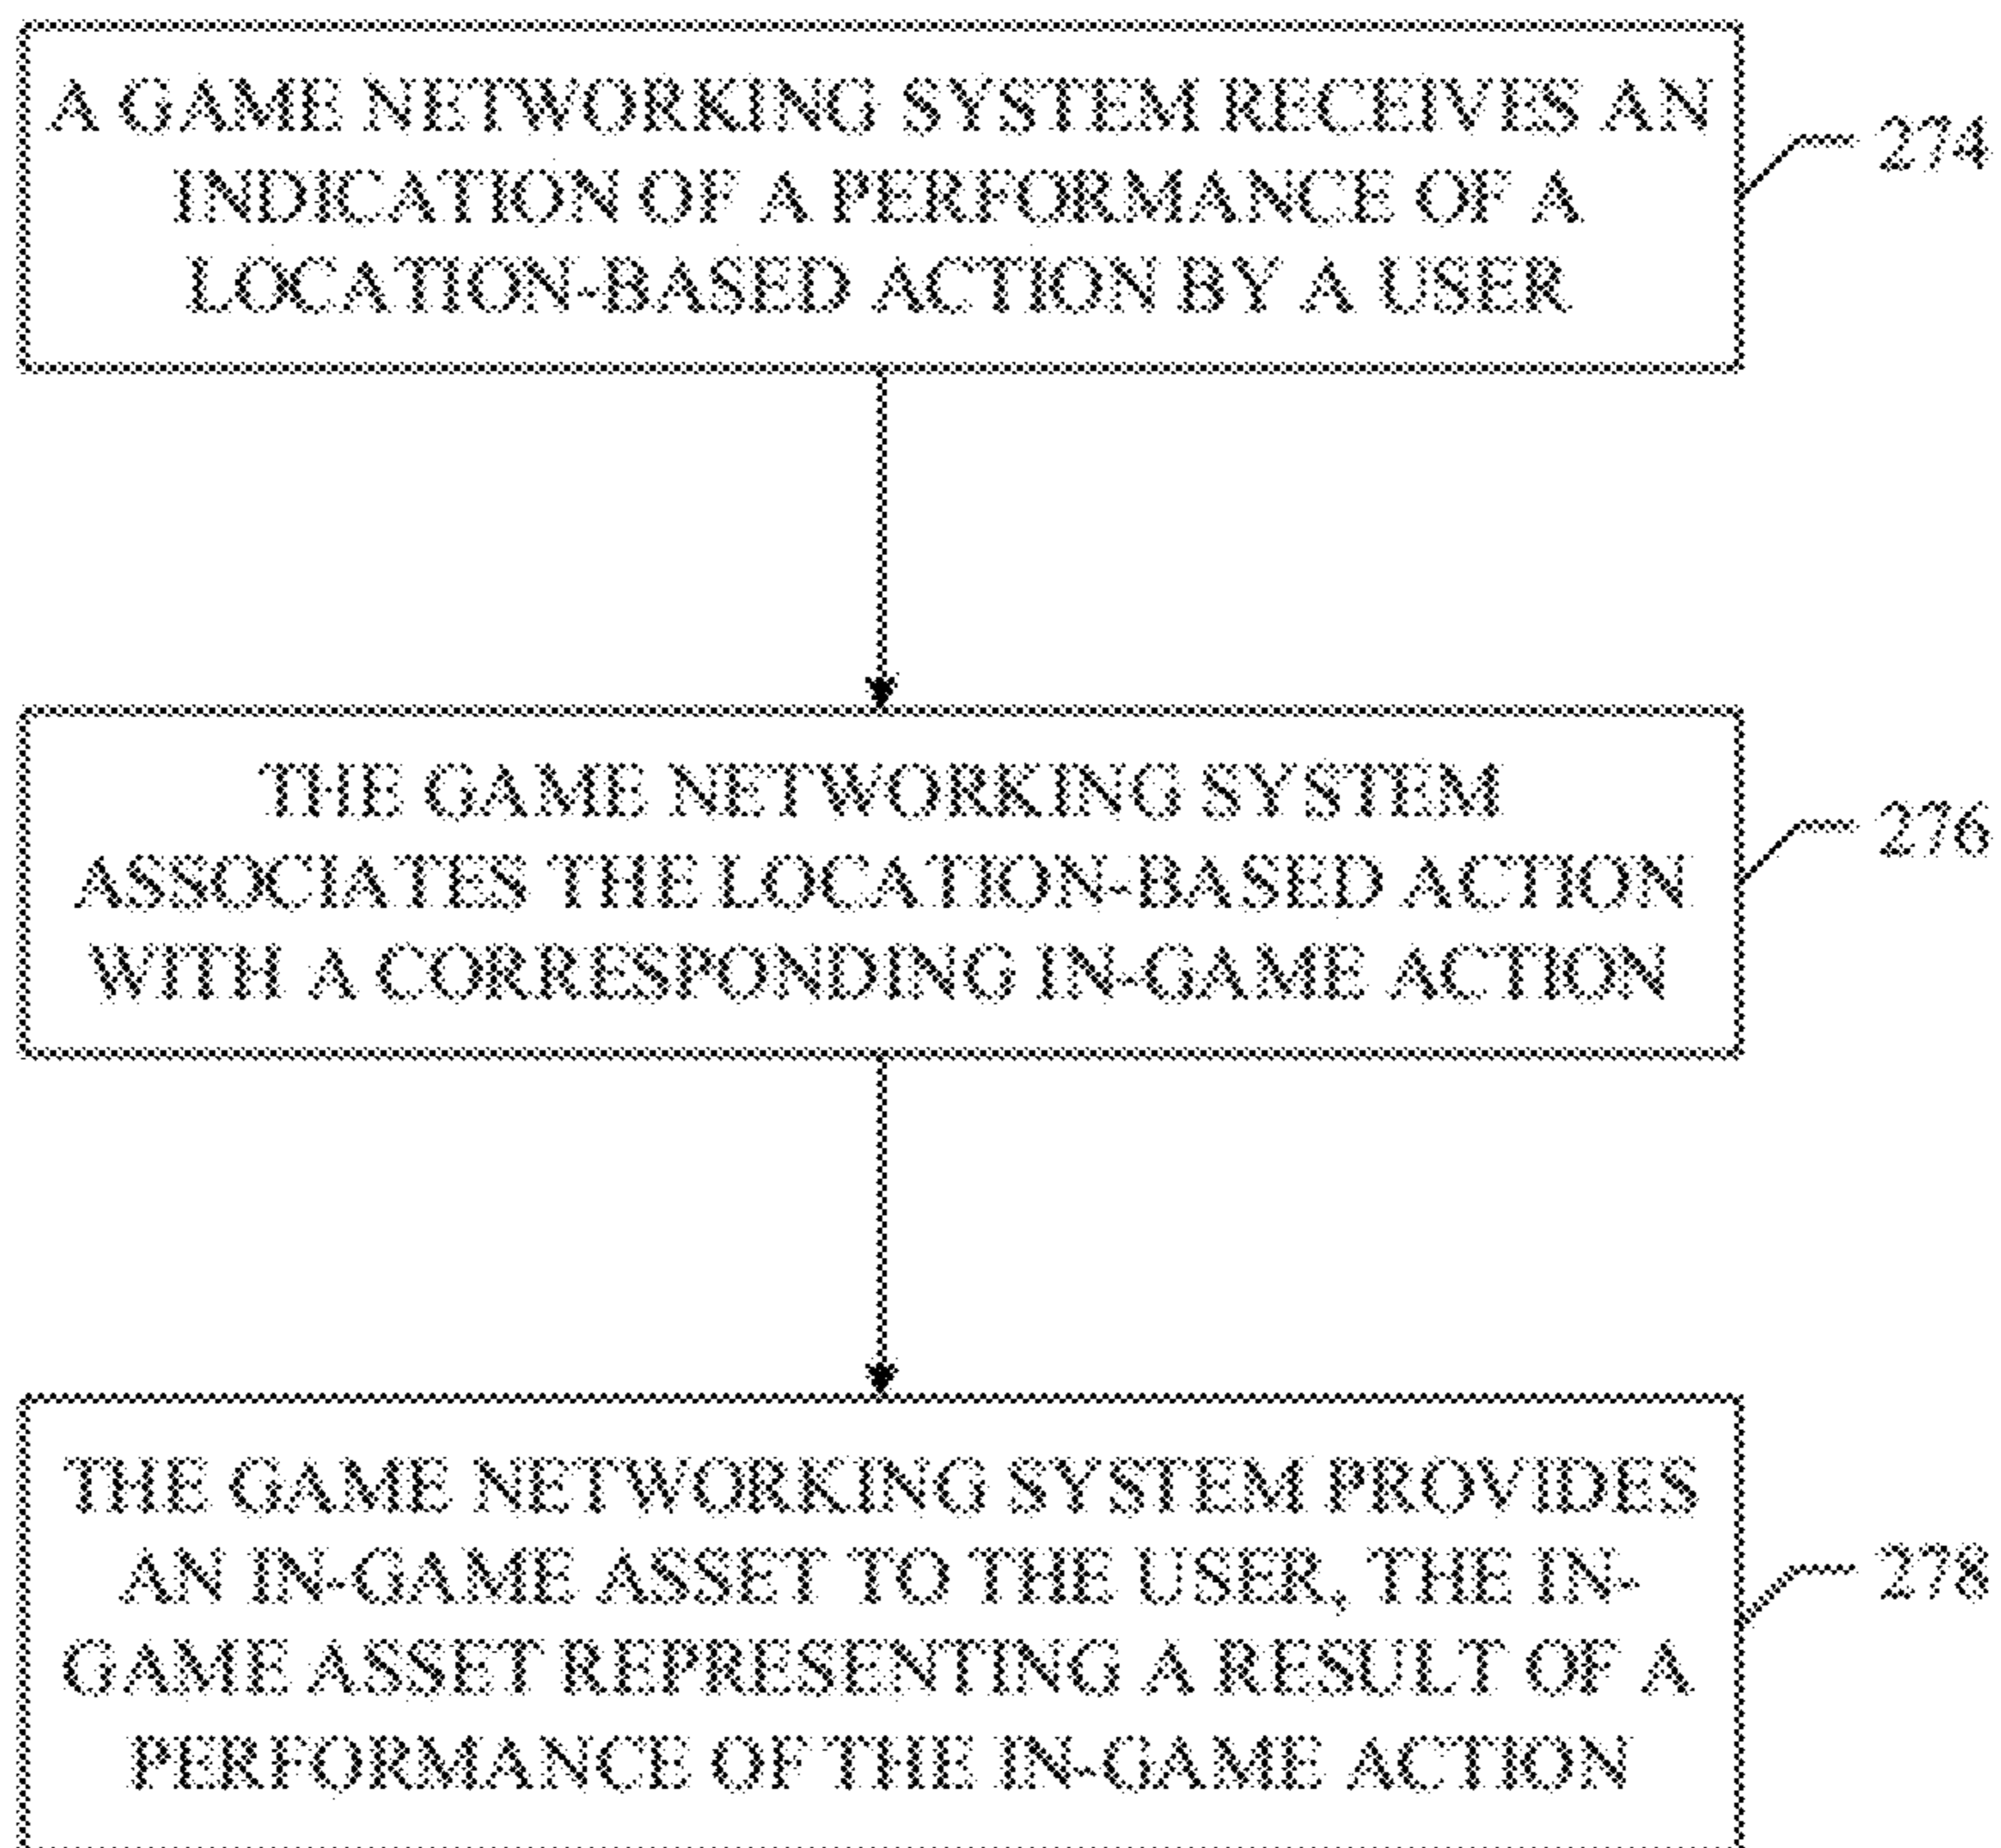 A GAME NETWORKING SYSTEM RECEIVES AN
INDICATION OF A PERFORMANCE OF A
LOCATION-BASED ACTION BY A USER
274
THE GAME NETWORKING SYSTEM
ASSOCIATES THE LOCATION-BASED ACTION
WITH A CORRESPONDING IN-GAME ACTION
276
THE GAME NETWORKING SYSTEM PROVIDES
AN IN-GAME ASSET TO THE USER, THE IN-
GAME ASSET REPRESENTING A RESULT OF A
PERFORMANCE OF THE IN-GAME ACTION
278